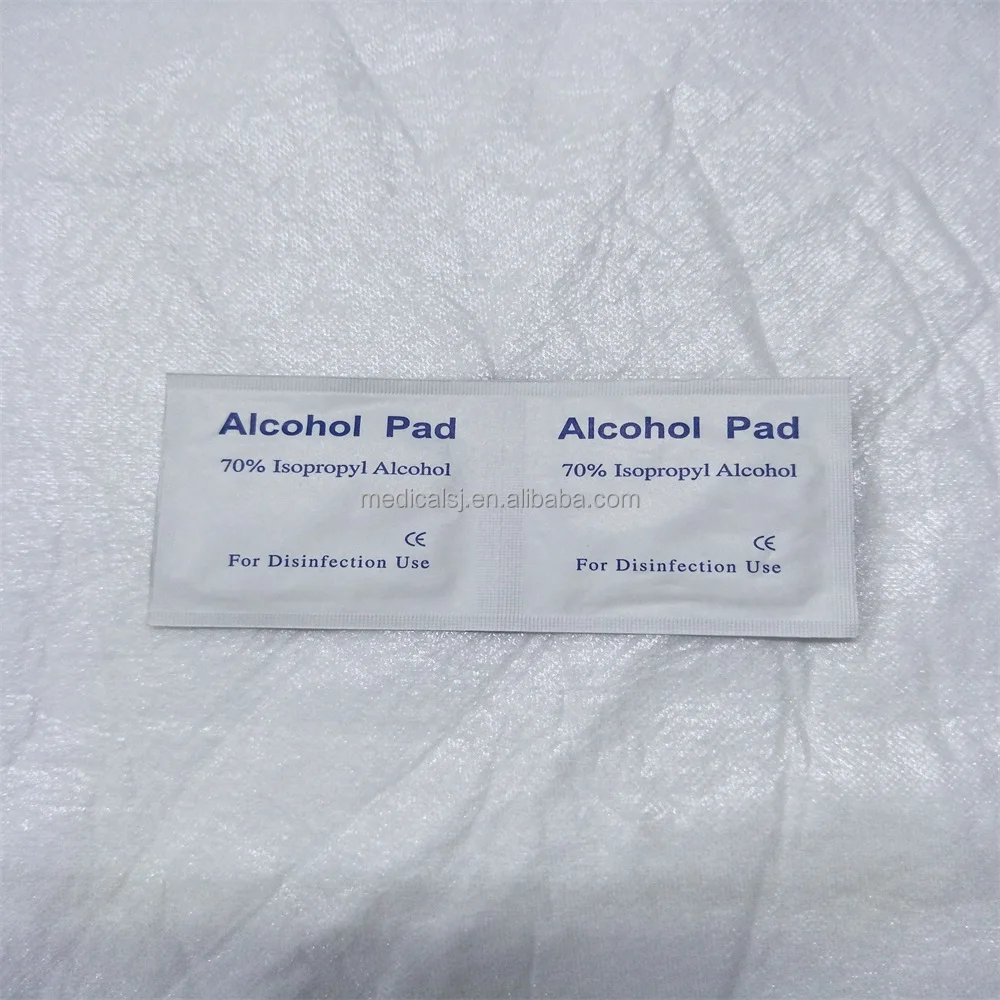 Alcohol Pad
70% Isopropyl Alcohol
CE
For Disinfection Use
Alcohol Pad
70% Isopropyl Alcohol
CE
For Disinfection Use
medicalsj.en.alibaba.com